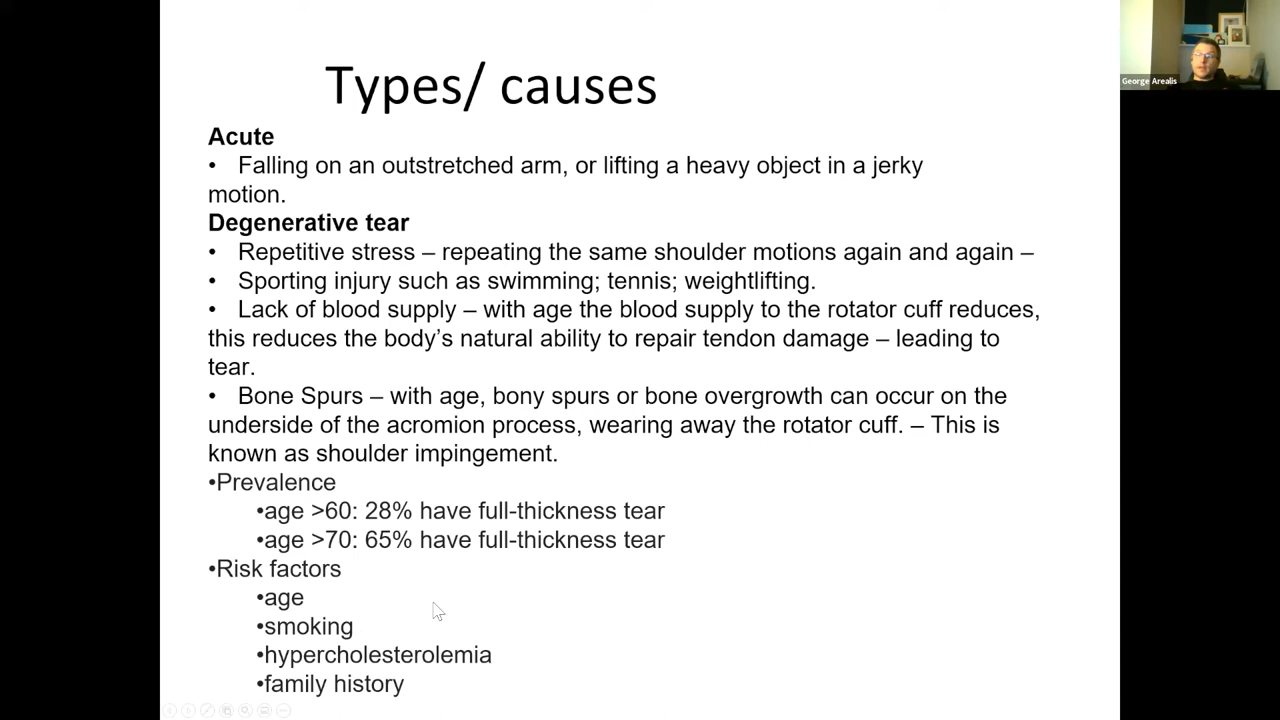 Types/ causes
George Arealis
Acute
• Falling on an outstretched arm, or lifting a heavy object in a jerky
motion.
Degenerative tear
• Repetitive stress – repeating the same shoulder motions again and again –
• Sporting injury such as swimming; tennis; weightlifting.
• Lack of blood supply – with age the blood supply to the rotator cuff reduces,
this reduces the body’s natural ability to repair tendon damage – leading to
tear.
• Bone Spurs – with age, bony spurs or bone overgrowth can occur on the
underside of the acromion process, wearing away the rotator cuff. – This is
known as shoulder impingement.
•Prevalence
•age >60: 28% have full-thickness tear
•age >70: 65% have full-thickness tear
•Risk factors
•age
•smoking
•hypercholesterolemia
•family history